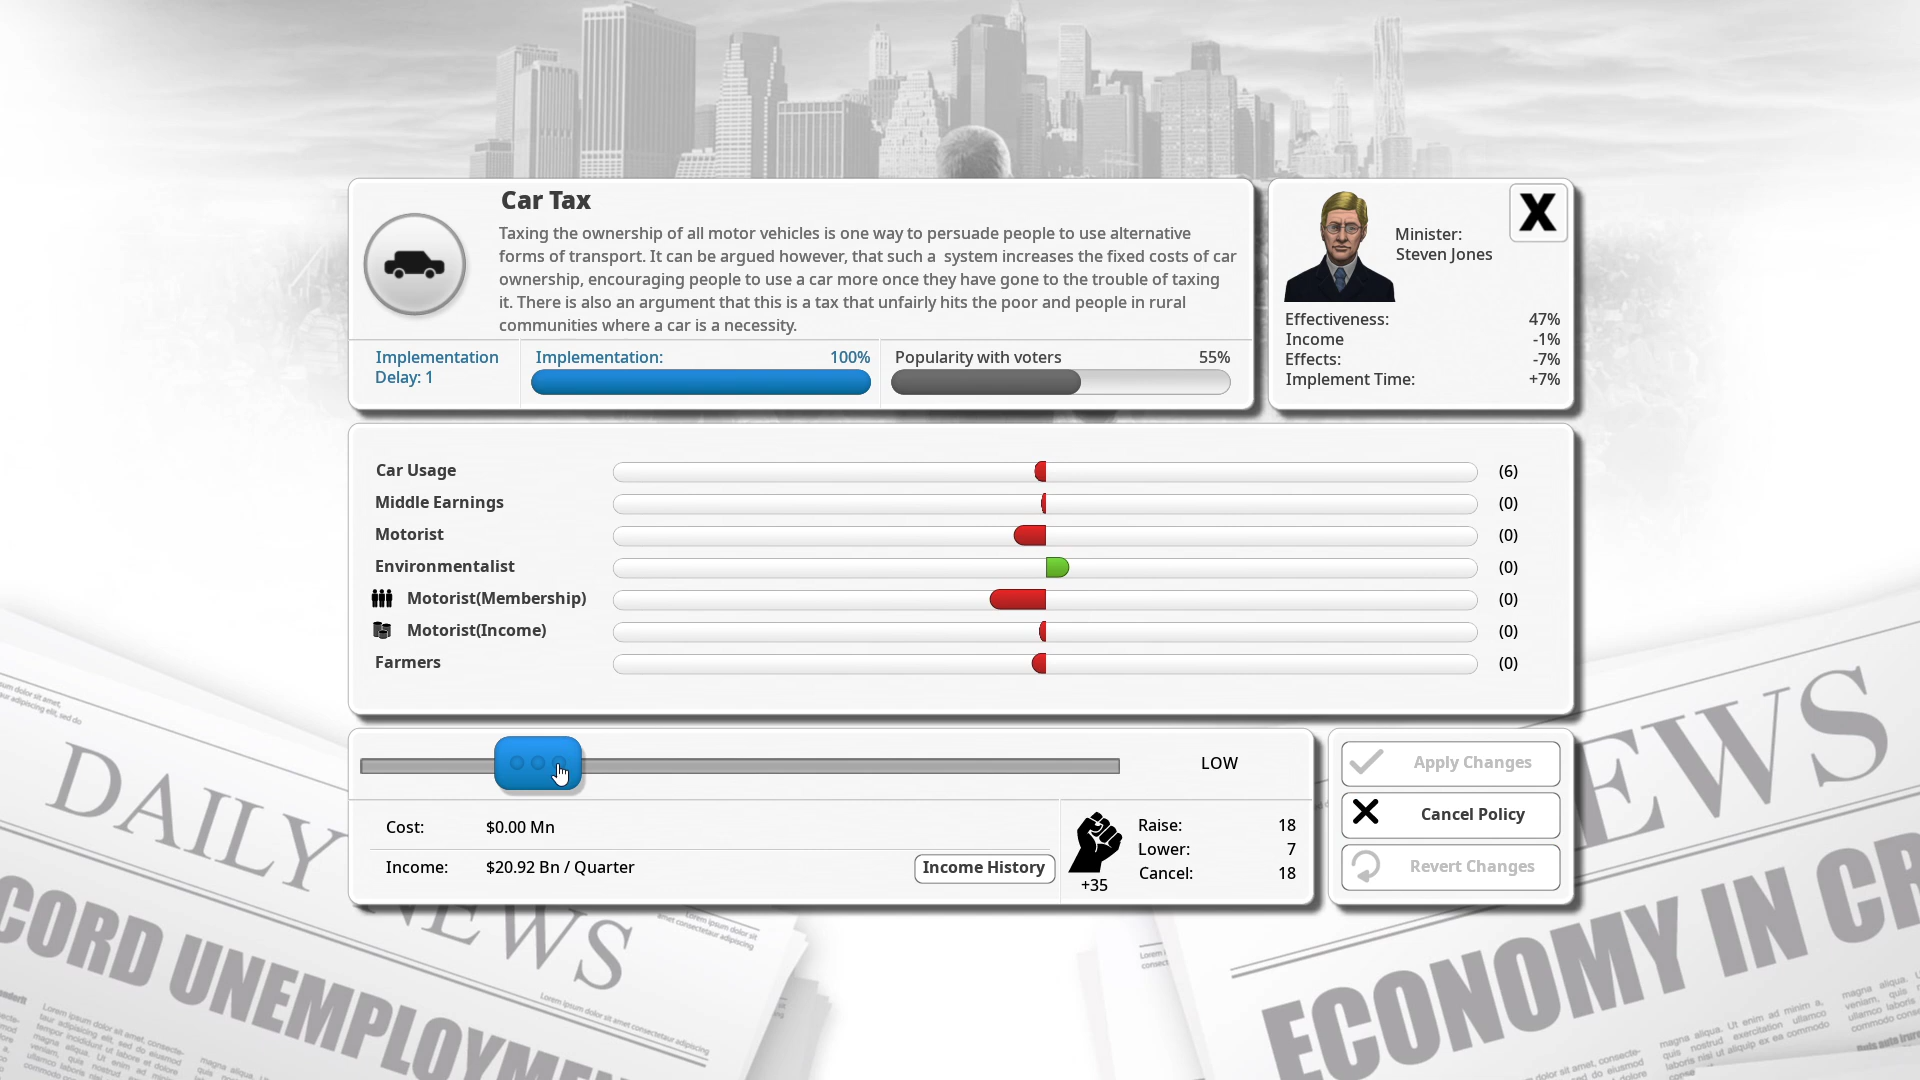 Car Tax
Taxing the ownership of all motor vehicles is one way to persuade people to use alternative
forms of transport. It can be argued however, that such a  system increases the fixed costs of car
ownership, encouraging people to use a car more once they have gone to the trouble of taxing
it. There is also an argument that this is a tax that unfairly hits the poor and people in rural
communities where a car is a necessity.
Implementation
Delay: 1
Implementation: 100%
Popularity with voters 55%
X
Minister:
Steven Jones
Effectiveness: 47%
Income -1%
Effects: -7%
Implement Time: +7%
Car Usage (6)
Middle Earnings (0)
Motorist (0)
Environmentalist (0)
Motorist(Membership) (0)
Motorist(Income) (0)
Farmers (0)
LOW
Cost: $0.00 Mn
Income: $20.92 Bn / Quarter
Income History
+35
Raise: 18
Lower: 7
Cancel: 18
Apply Changes
Cancel Policy
Revert Changes
DAILY NEWS
CORD UNEMPLOYME
EWS
ECONOMY IN CR